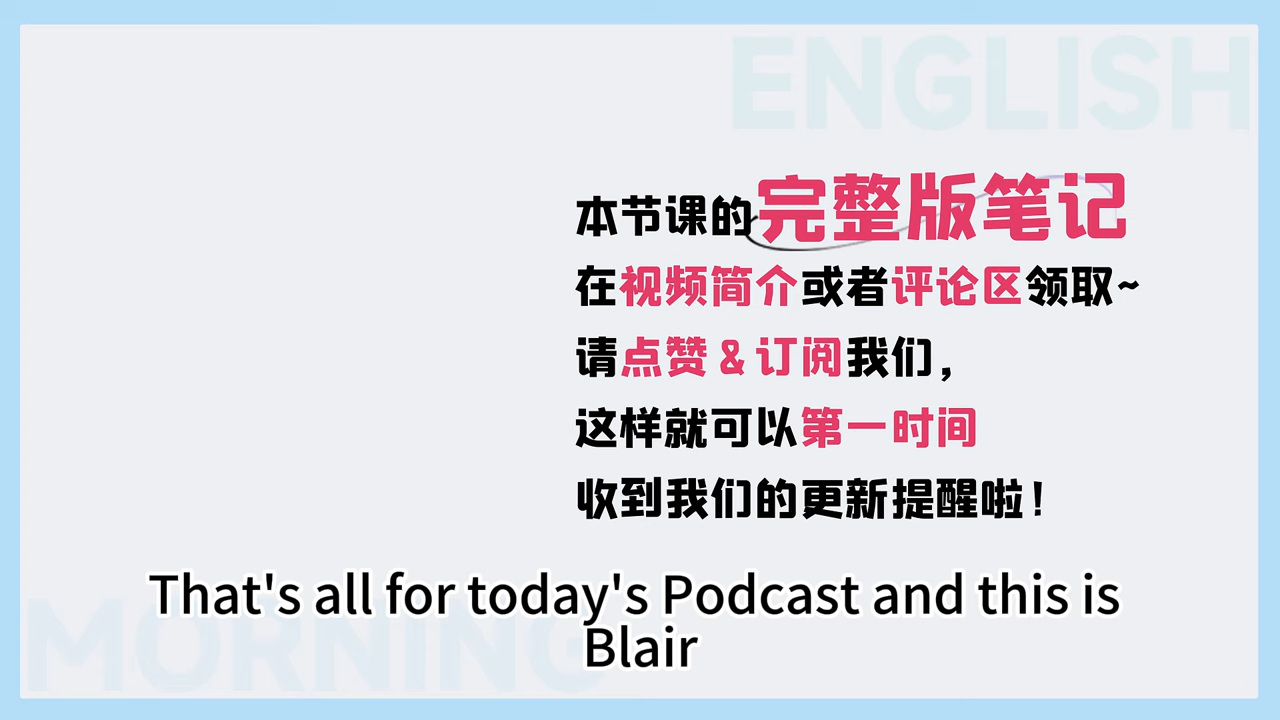 ENGLISH
本节课的完整版笔记
在视频简介或者评论区领取~
请点赞&订阅我们，
这样就可以第一时间
收到我们的更新提醒啦！
That's all for today's Podcast and this is
Blair
MORNING